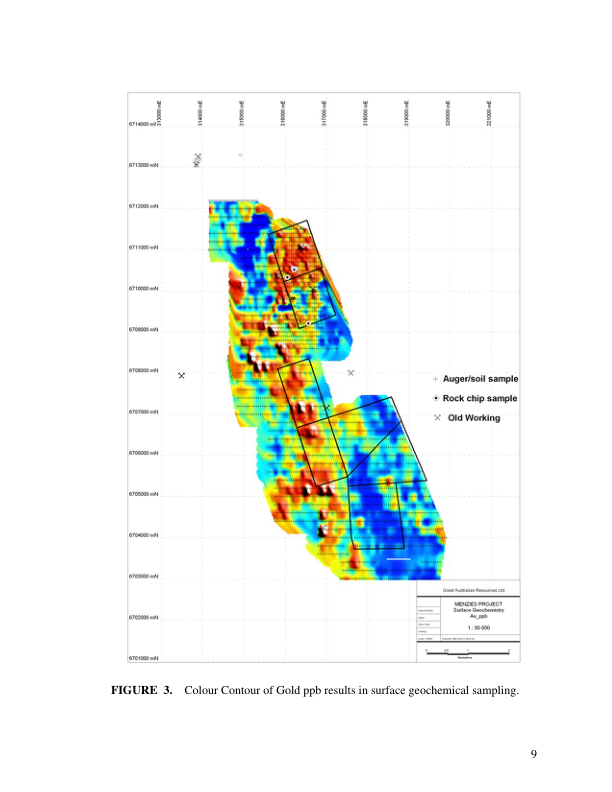 313000 mE
314000 mE
315000 mE
316000 mE
317000 mE
318000 mE
319000 mE
320000 mE
321000 mE
6714000 mN
6713000 mN
6712000 mN
6711000 mN
6710000 mN
6709000 mN
6708000 mN
6707000 mN
6706000 mN
6705000 mN
6704000 mN
6703000 mN
6702000 mN
6701000 mN
Auger/soil sample
Rock chip sample
Old Working
Great Australian Resources Ltd
MENZIES PROJECT
Surface Geochemistry
Au_ppb
1 : 50 000
FIGURE 3. Colour Contour of Gold ppb results in surface geochemical sampling.
9